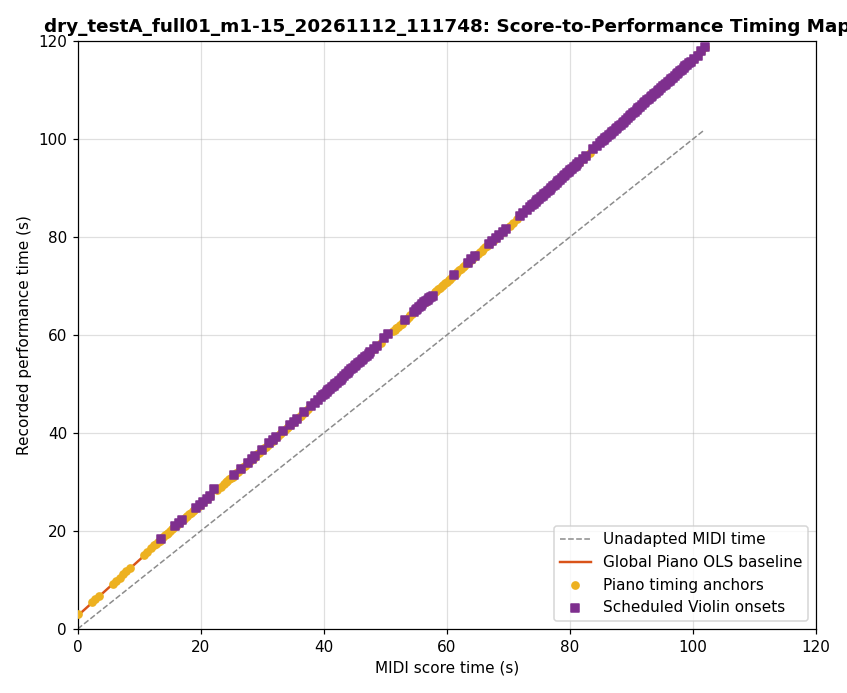 dry_testA_full01_m1-15_20261112_111748: Score-to-Performance Timing Map
120
100
80
60
40
20
0
Recorded performance time (s)
Unadapted MIDI time
Global Piano OLS baseline
Piano timing anchors
Scheduled Violin onsets
0 20 40 60 80 100 120
MIDI score time (s)